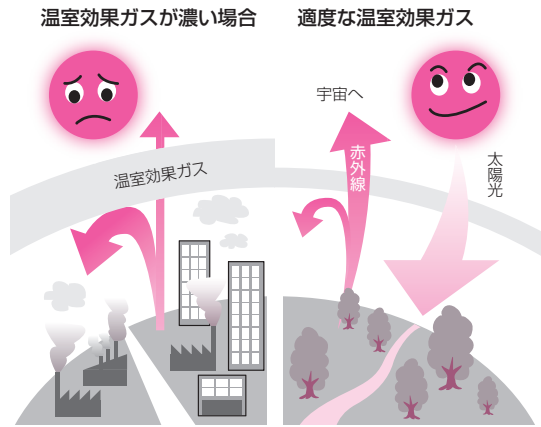 温室効果ガスが濃い場合
適度な温室効果ガス
温室効果ガス
宇宙へ
赤外線
太陽光